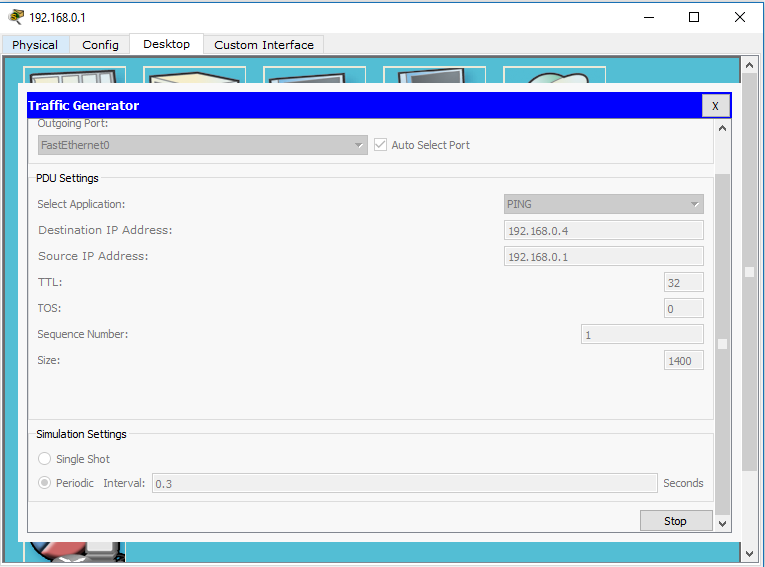 192.168.0.1
Physical Config Desktop Custom Interface
Traffic Generator X
Outgoing Port:
FastEthernet0 Auto Select Port
PDU Settings
Select Application: PING
Destination IP Address: 192.168.0.4
Source IP Address: 192.168.0.1
TTL: 32
TOS: 0
Sequence Number: 1
Size: 1400
Simulation Settings
Single Shot
Periodic Interval: 0.3 Seconds
Stop